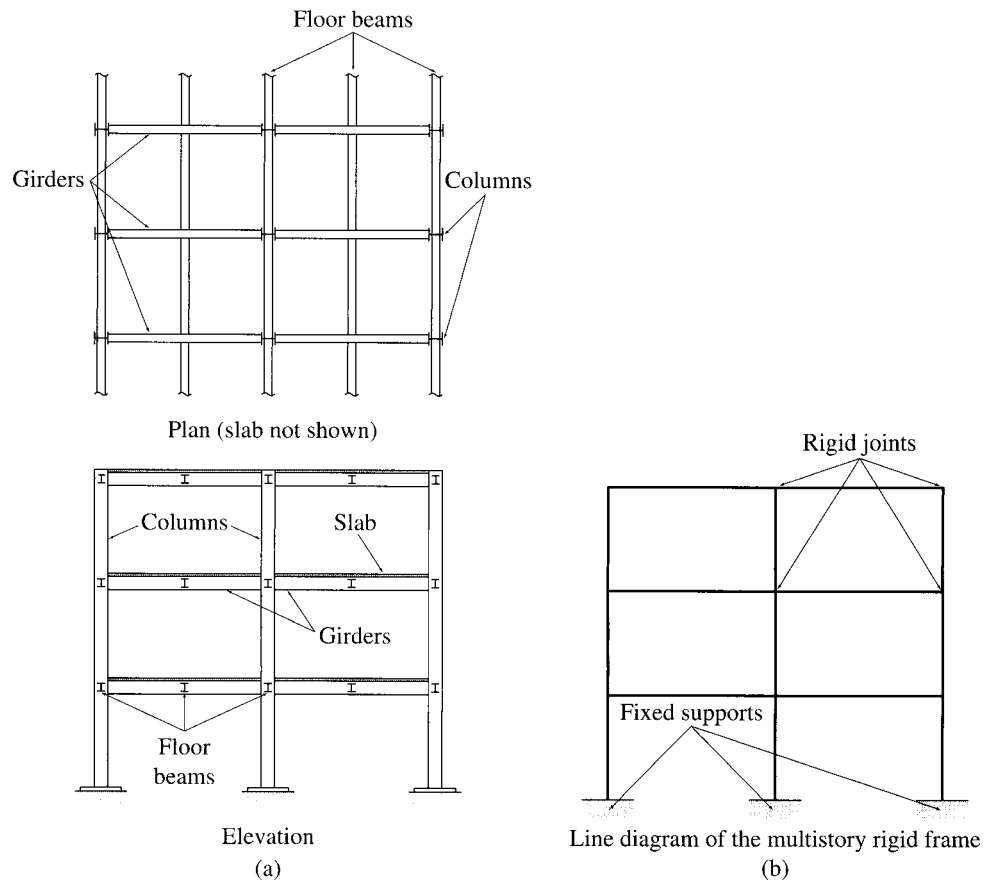 Floor beams
Girders
Columns
Plan (slab not shown)
Columns
Slab
Girders
Floor
beams
Elevation
(a)
Rigid joints
Fixed supports
Line diagram of the multistory rigid frame
(b)